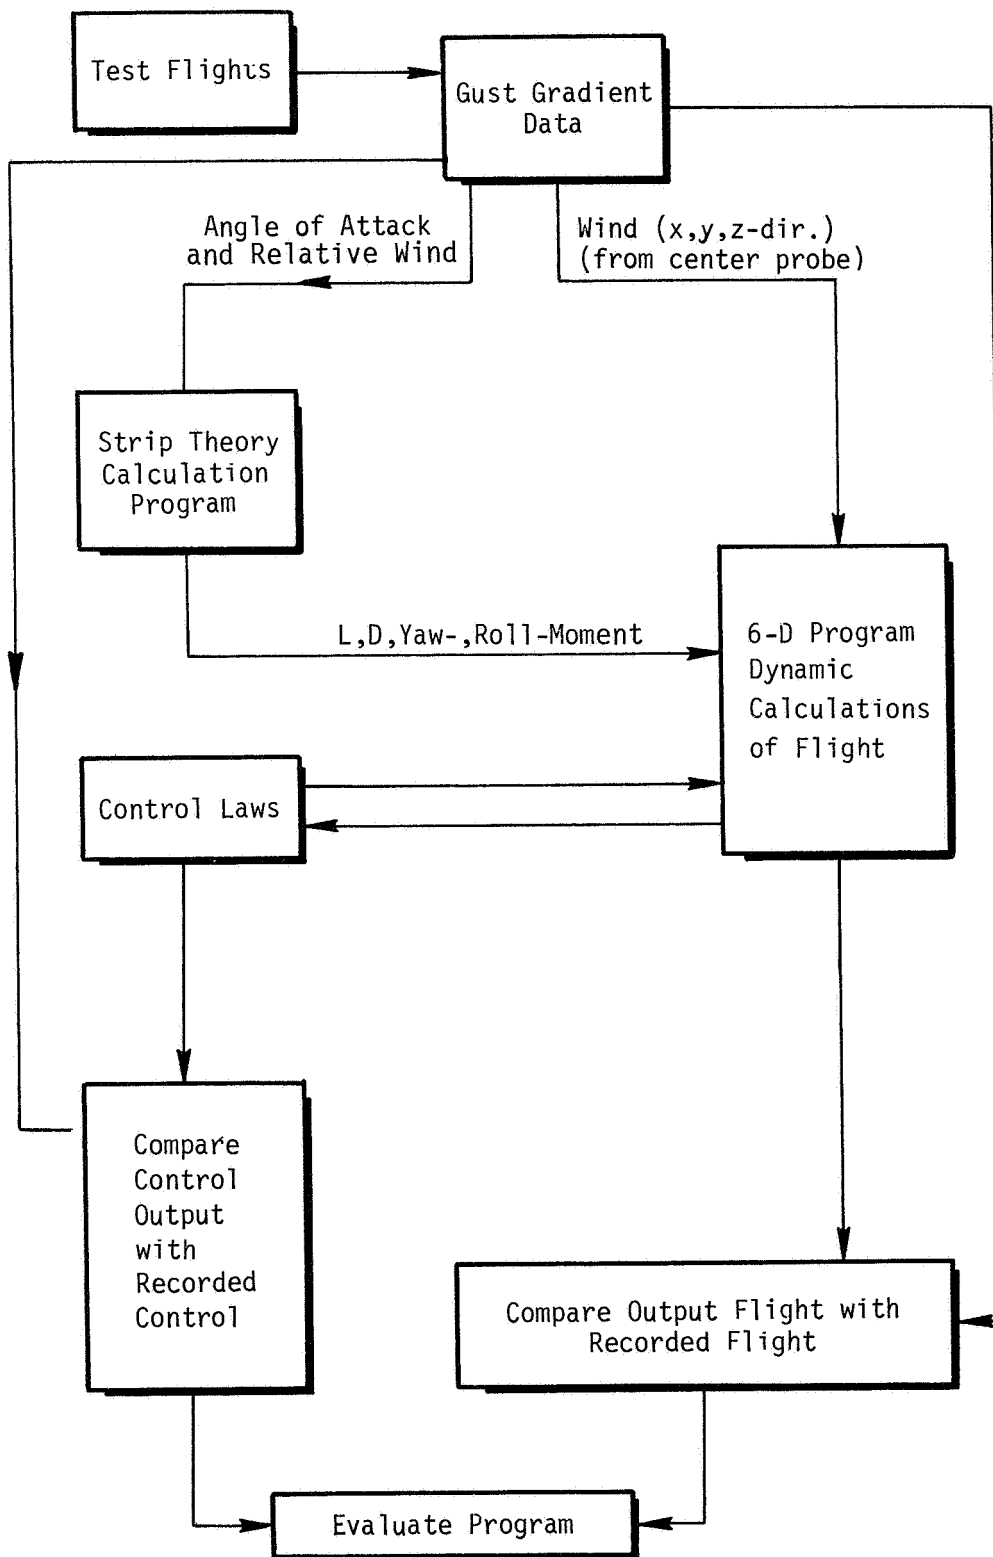 Test Flights
Gust Gradient
Data
Angle of Attack
and Relative Wind
Wind (x,y,z-dir.)
(from center probe)
Strip Theory
Calculation
Program
L,D,Yaw-,Roll-Moment
6-D Program
Dynamic
Calculations
of Flight
Control Laws
Compare
Control
Output
with
Recorded
Control
Compare Output Flight with
Recorded Flight
Evaluate Program